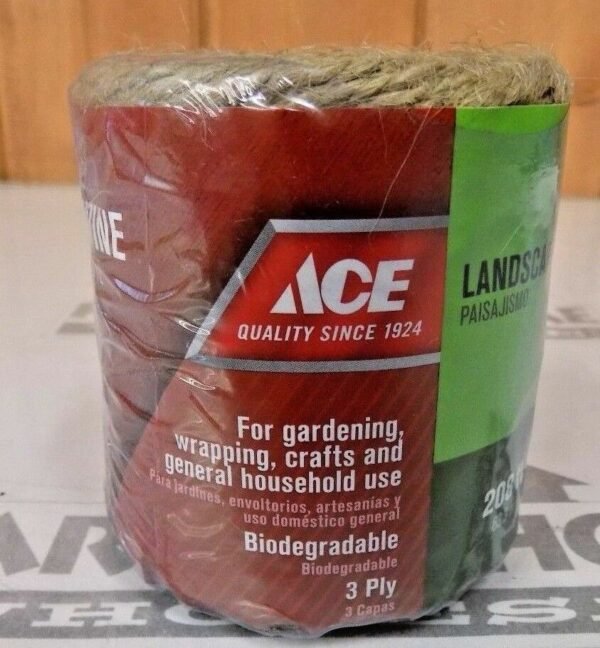 ACE
QUALITY SINCE 1924
LANDSCA
PAISAJISMO
For gardening,
wrapping, crafts and
general household use
Para jardines, envoltorios, artesanías y
uso doméstico general
Biodegradable
Biodegradable
3 Ply
3 Capas
208